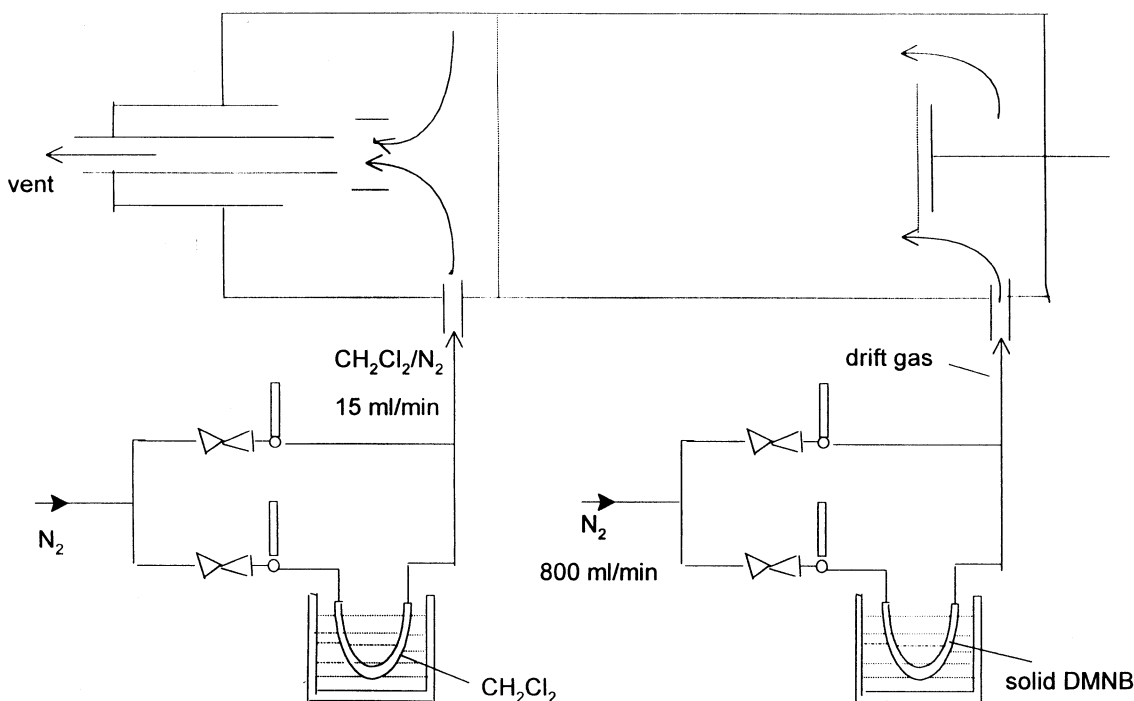 vent
CH₂Cl₂/N₂
15 ml/min
drift gas
N₂
N₂
800 ml/min
CH₂Cl₂
solid DMNB